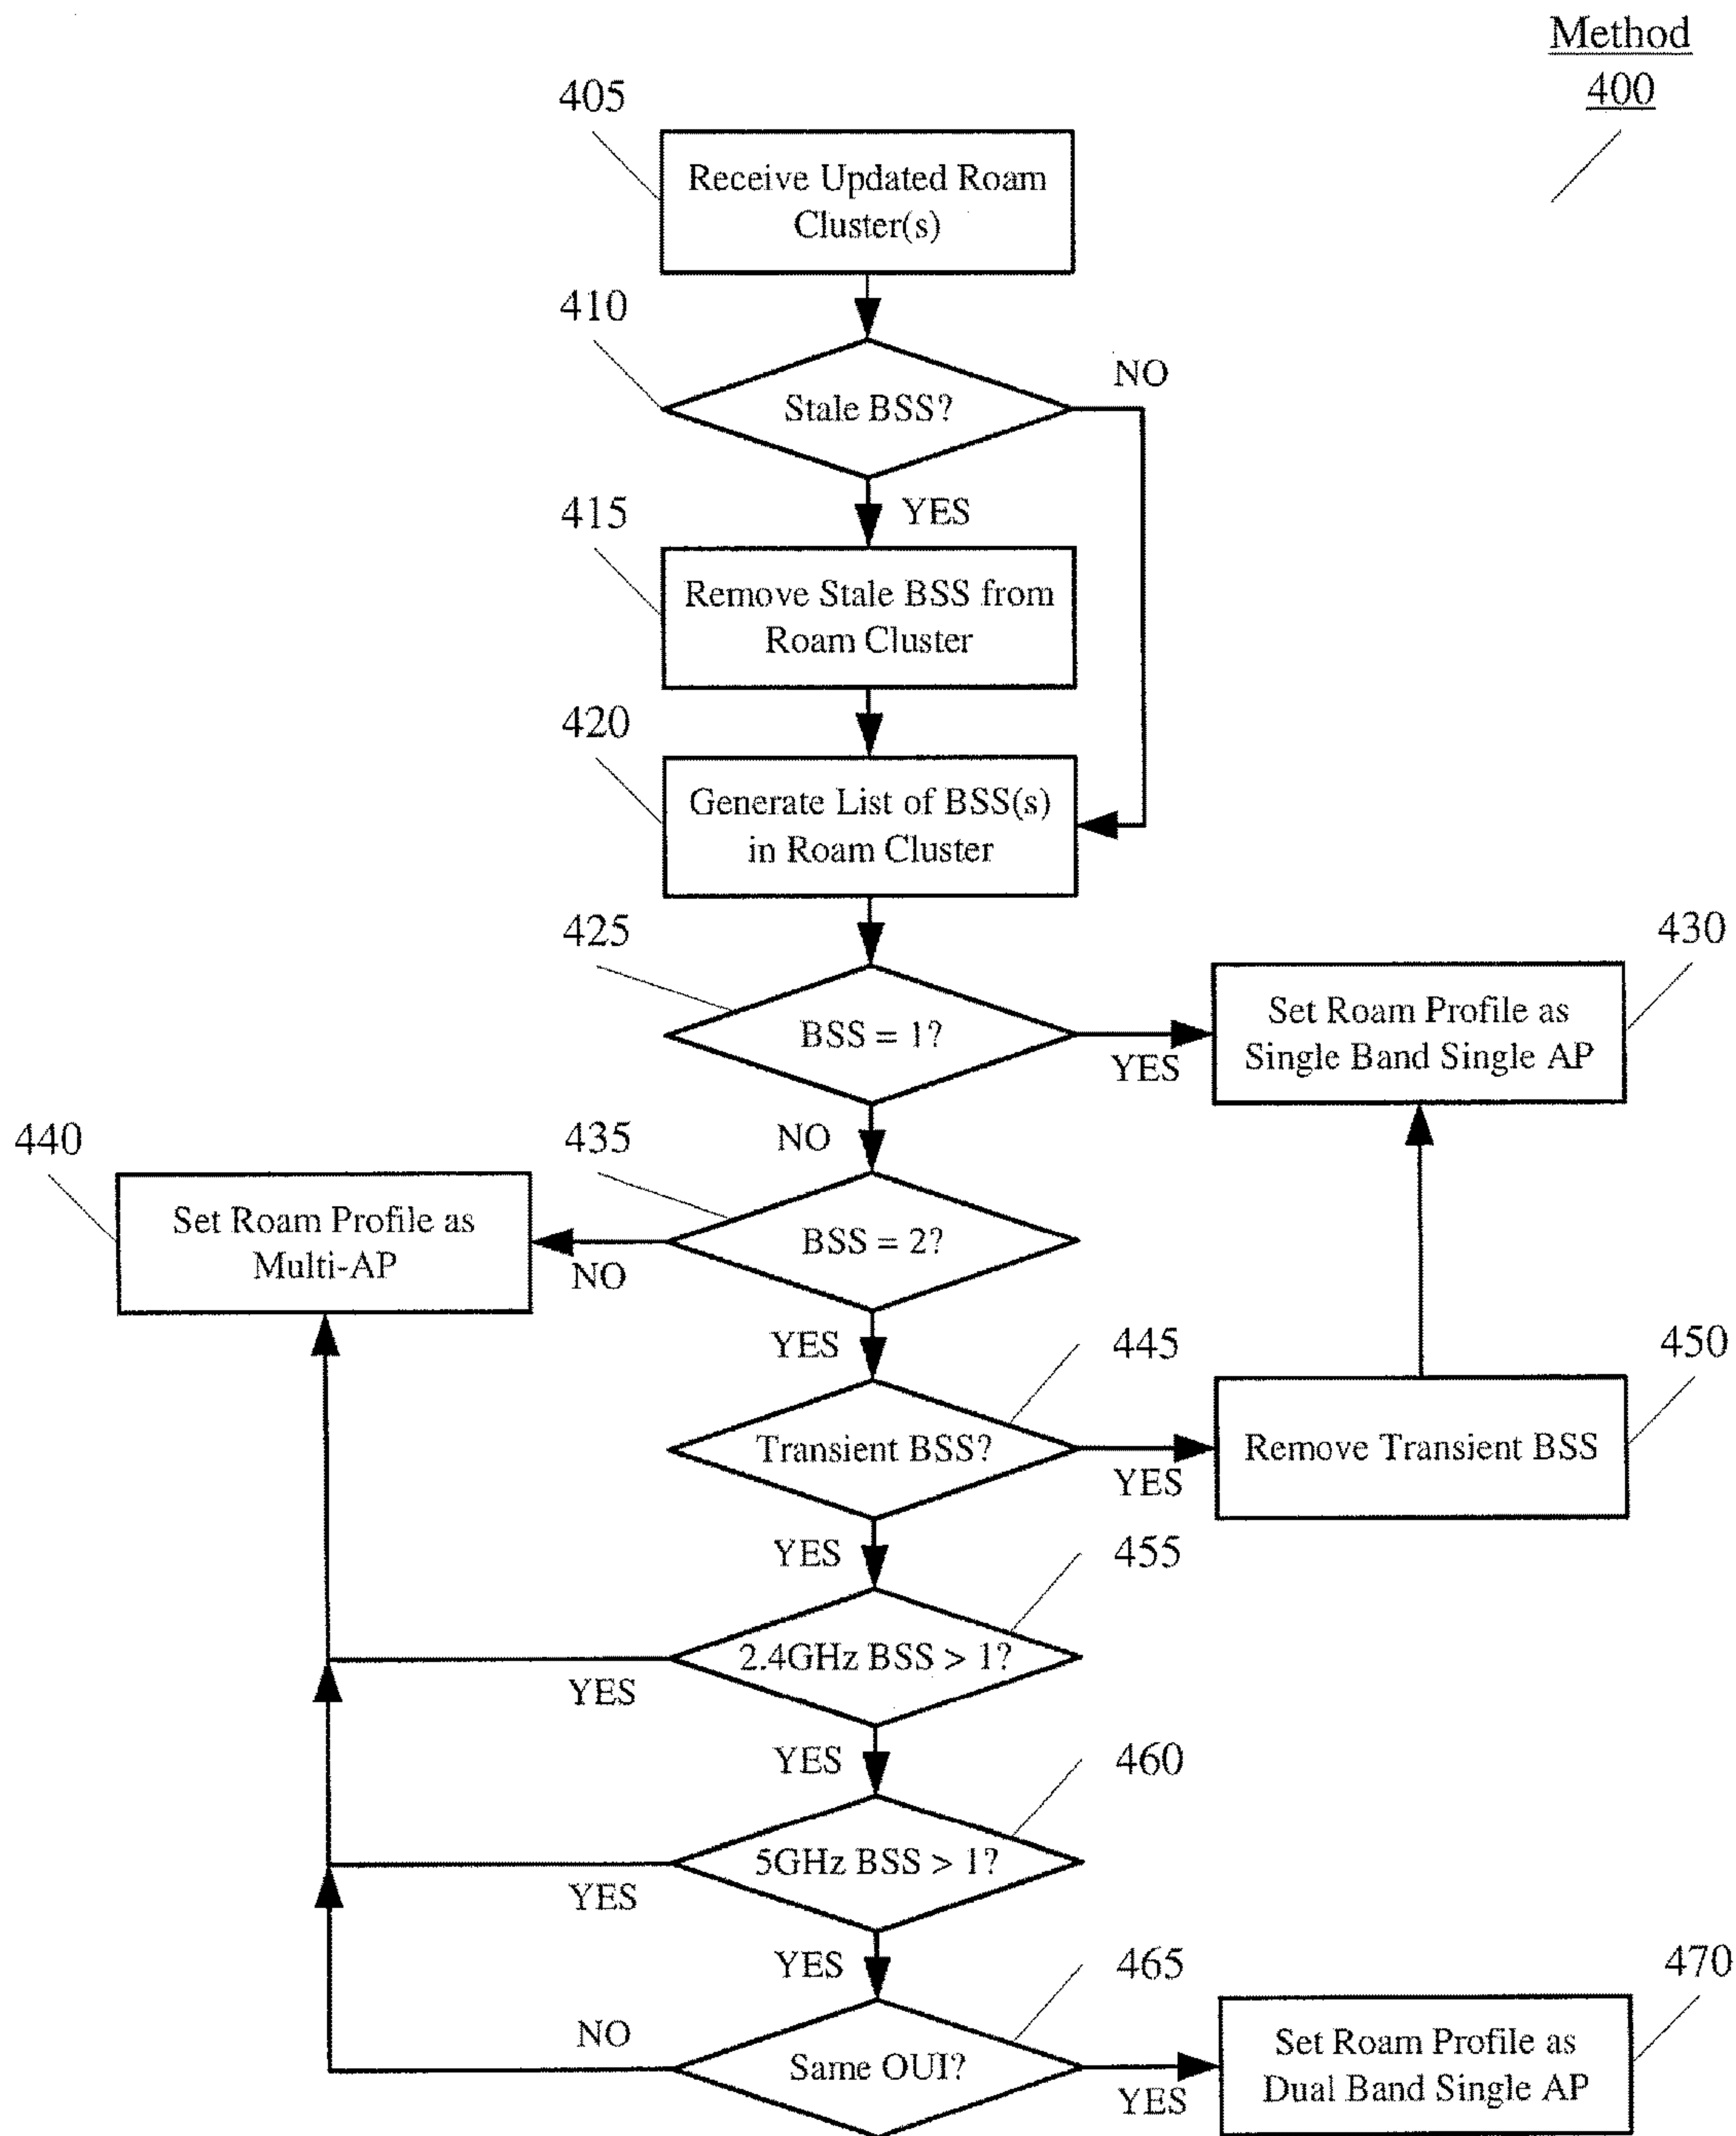 Method
400
405
Receive Updated Roam
Cluster(s)
410
Stale BSS?
NO
YES
415
Remove Stale BSS from
Roam Cluster
420
Generate List of BSS(s)
in Roam Cluster
425
BSS = 1?
YES
430
Set Roam Profile as
Single Band Single AP
NO
435
BSS = 2?
440
Set Roam Profile as
Multi-AP
NO
YES
445
Transient BSS?
YES
450
Remove Transient BSS
YES
455
2.4GHz BSS > 1?
YES
YES
460
5GHz BSS > 1?
YES
YES
465
Same OUI?
NO
YES
470
Set Roam Profile as
Dual Band Single AP